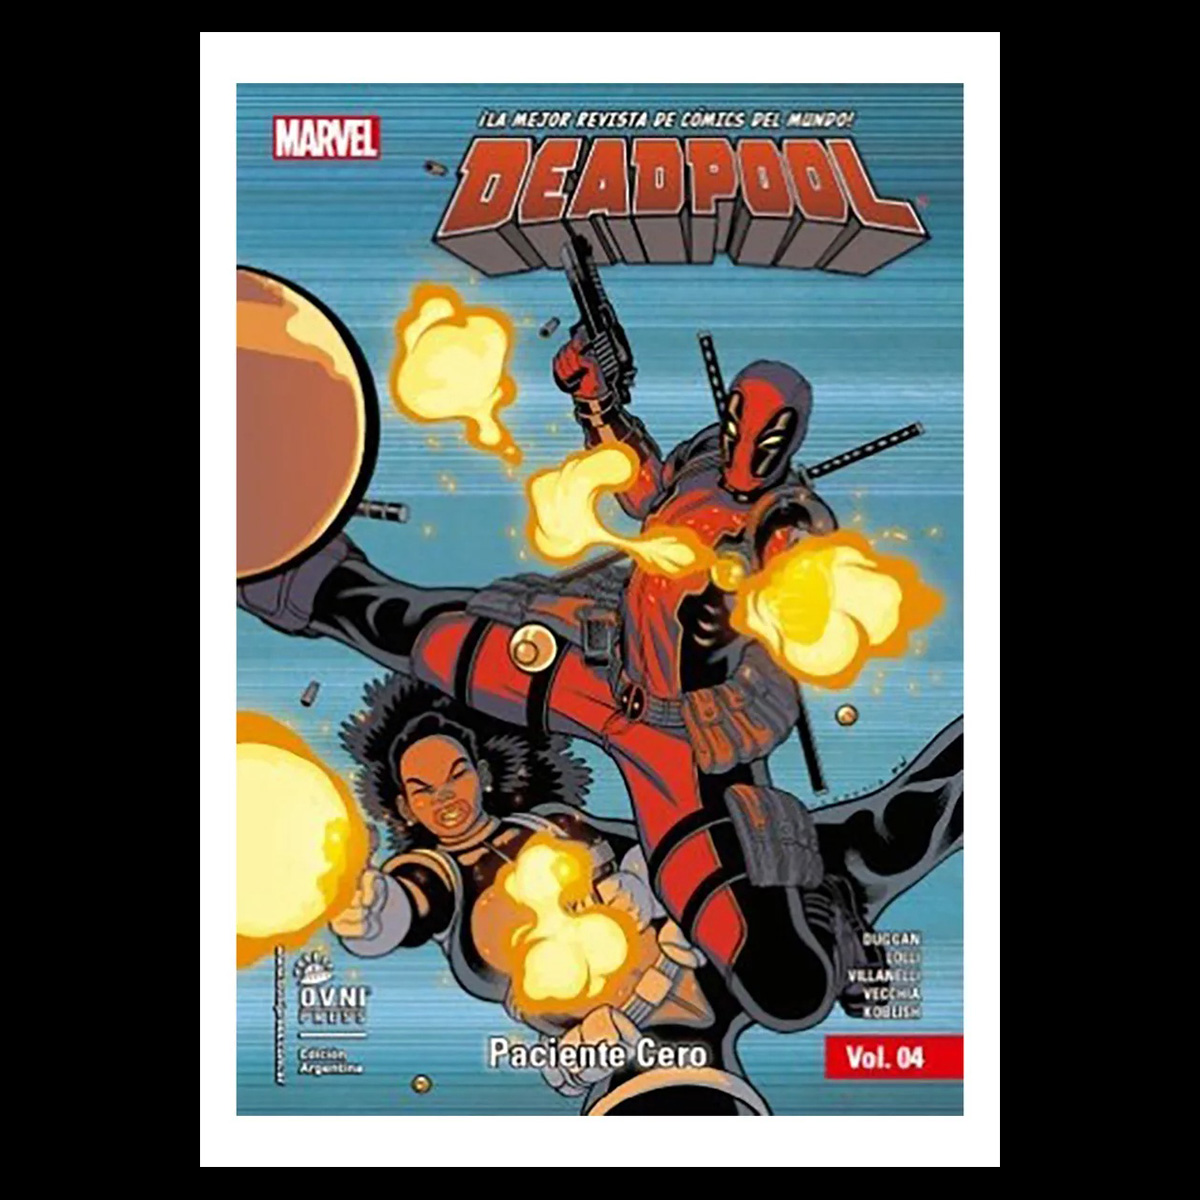 MARVEL
¡LA MEJOR REVISTA DE CÓMICS DEL MUNDO!
DEADPOOL
DUGGAN
LOLLI
VILLANELLI
VECCHIA
KOBLISH
OVNI
PRESS
Edición
Argentina
Paciente Cero
Vol. 04